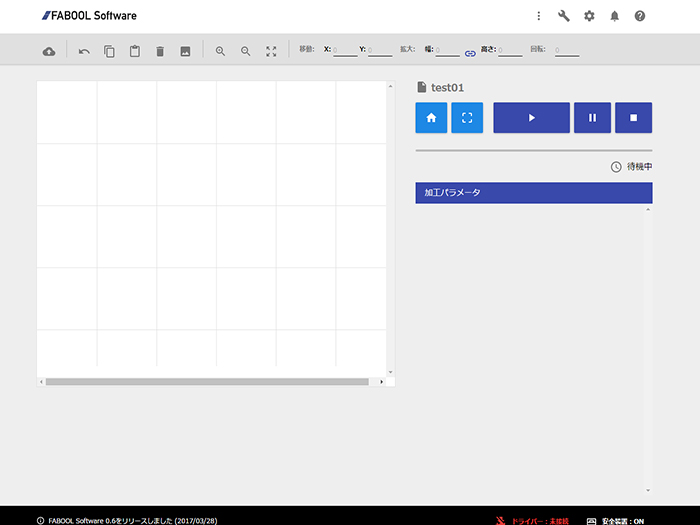 FABOOL Software
移動: X: 0 Y: 0 拡大: 幅: 0 高さ: 0 回転: 0
test01
待機中
加工パラメータ
FABOOL Software 0.6をリリースしました (2017/03/28) ドライバー : 未接続 安全装置 : ON